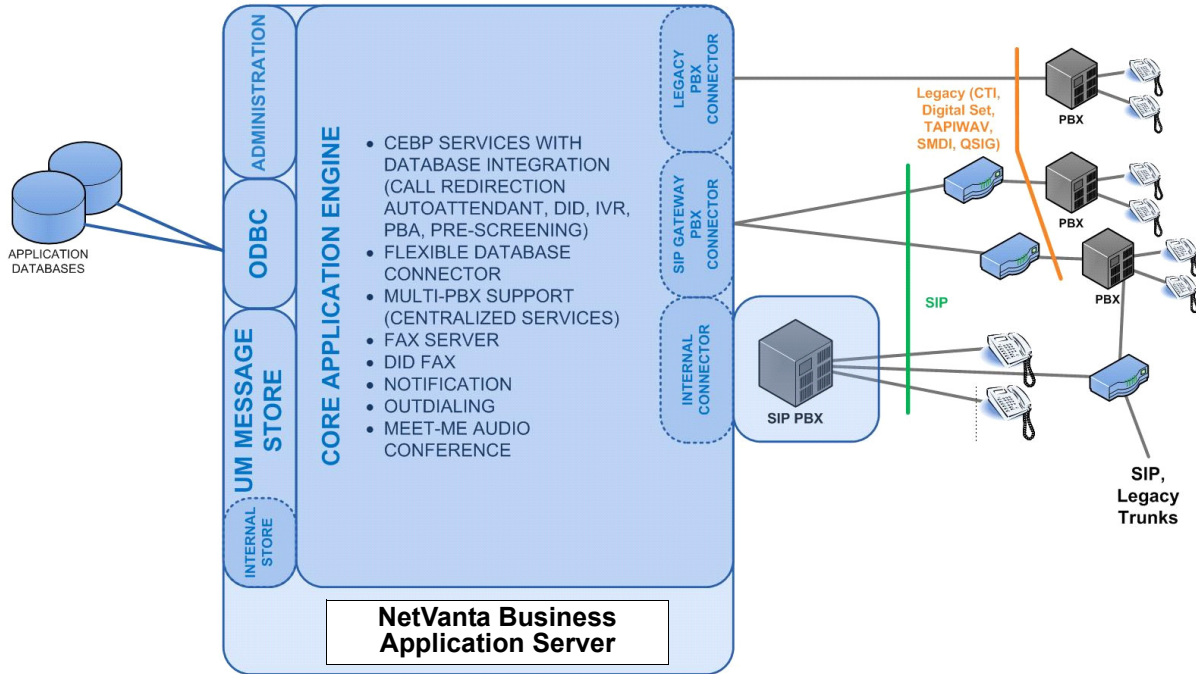 APPLICATION
DATABASES
ADMINISTRATION
ODBC
UM MESSAGE
STORE
INTERNAL
STORE
CORE APPLICATION ENGINE
• CEBP SERVICES WITH
DATABASE INTEGRATION
(CALL REDIRECTION
AUTOATTENDANT, DID, IVR,
PBA, PRE-SCREENING)
• FLEXIBLE DATABASE
CONNECTOR
• MULTI-PBX SUPPORT
(CENTRALIZED SERVICES)
• FAX SERVER
• DID FAX
• NOTIFICATION
• OUTDIALING
• MEET-ME AUDIO
CONFERENCE
LEGACY
PBX
CONNECTOR
SIP GATEWAY
PBX
CONNECTOR
INTERNAL
CONNECTOR
SIP PBX
Legacy (CTI,
Digital Set,
TAPIWAV,
SMDI, QSIG)
SIP
PBX
PBX
PBX
SIP,
Legacy
Trunks
NetVanta Business
Application Server